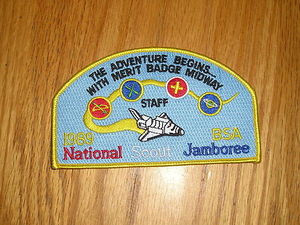 THE ADVENTURE BEGINS...
WITH MERIT BADGE MIDWAY
STAFF
1989 BSA
National Scout Jamboree